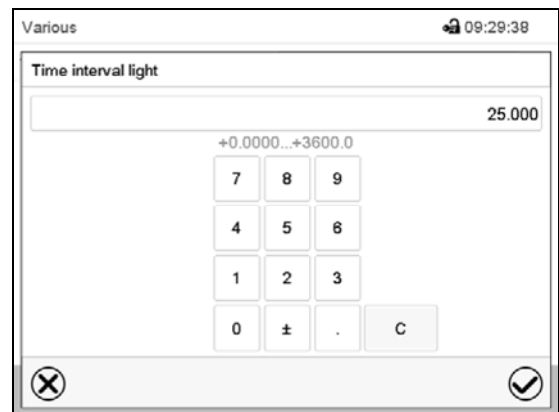 Various 09:29:38
Time interval light
25.000
+0.0000...+3600.0
7 8 9
4 5 6
1 2 3
0 ± . C